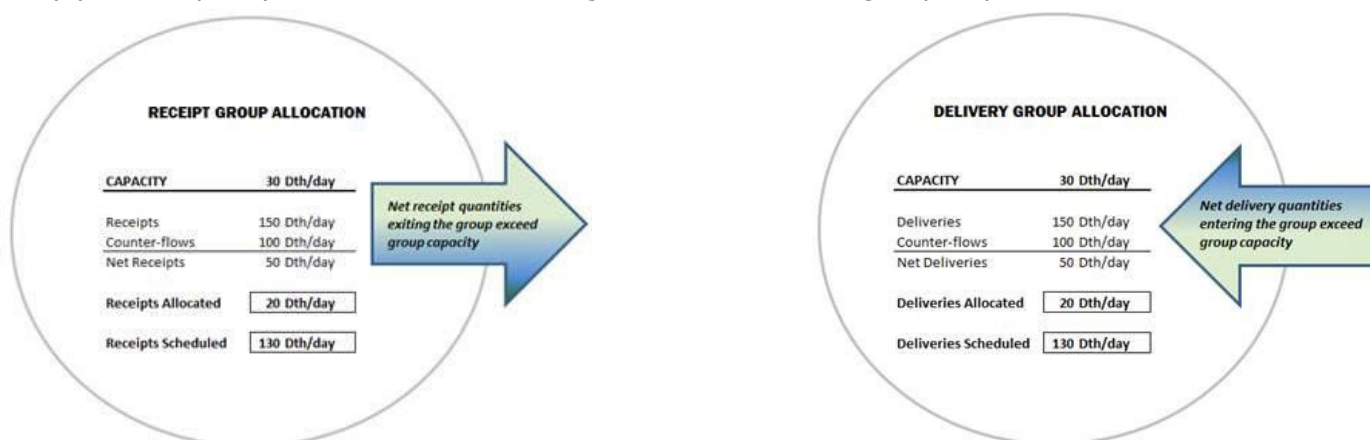 RECEIPT GROUP ALLOCATION
CAPACITY 30 Dth/day
Receipts 150 Dth/day
Counter-flows 100 Dth/day
Net Receipts 50 Dth/day
Receipts Allocated 20 Dth/day
Receipts Scheduled 130 Dth/day
Net receipt quantities
exiting the group exceed
group capacity
DELIVERY GROUP ALLOCATION
CAPACITY 30 Dth/day
Deliveries 150 Dth/day
Counter-flows 100 Dth/day
Net Deliveries 50 Dth/day
Deliveries Allocated 20 Dth/day
Deliveries Scheduled 130 Dth/day
Net delivery quantities
entering the group exceed
group capacity